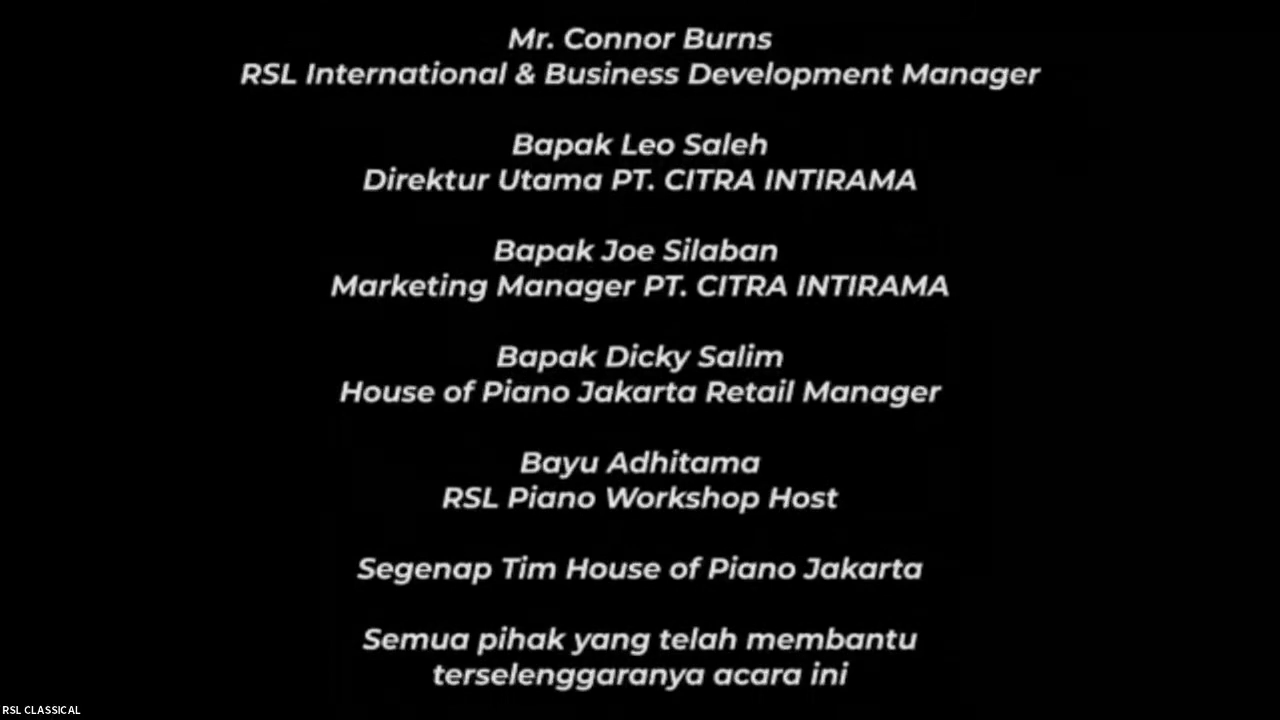 Mr. Connor Burns
RSL International & Business Development Manager
Bapak Leo Saleh
Direktur Utama PT. CITRA INTIRAMA
Bapak Joe Silaban
Marketing Manager PT. CITRA INTIRAMA
Bapak Dicky Salim
House of Piano Jakarta Retail Manager
Bayu Adhitama
RSL Piano Workshop Host
Segenap Tim House of Piano Jakarta
Semua pihak yang telah membantu
terselenggaranya acara ini
RSL CLASSICAL